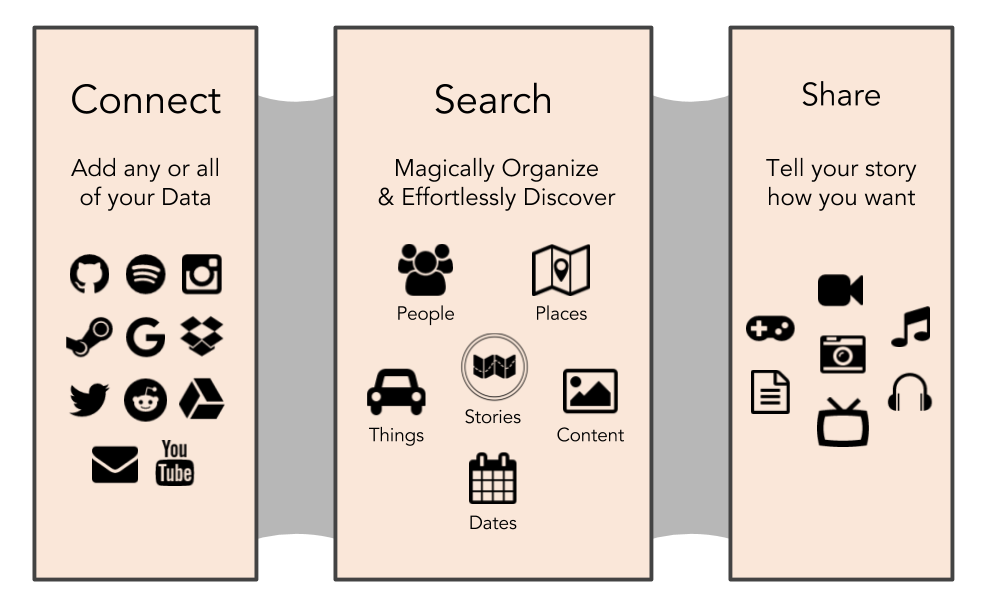 Connect
Add any or all
of your Data
You
Tube
Search
Magically Organize
& Effortlessly Discover
People
Places
Stories
Things
Content
Dates
Share
Tell your story
how you want